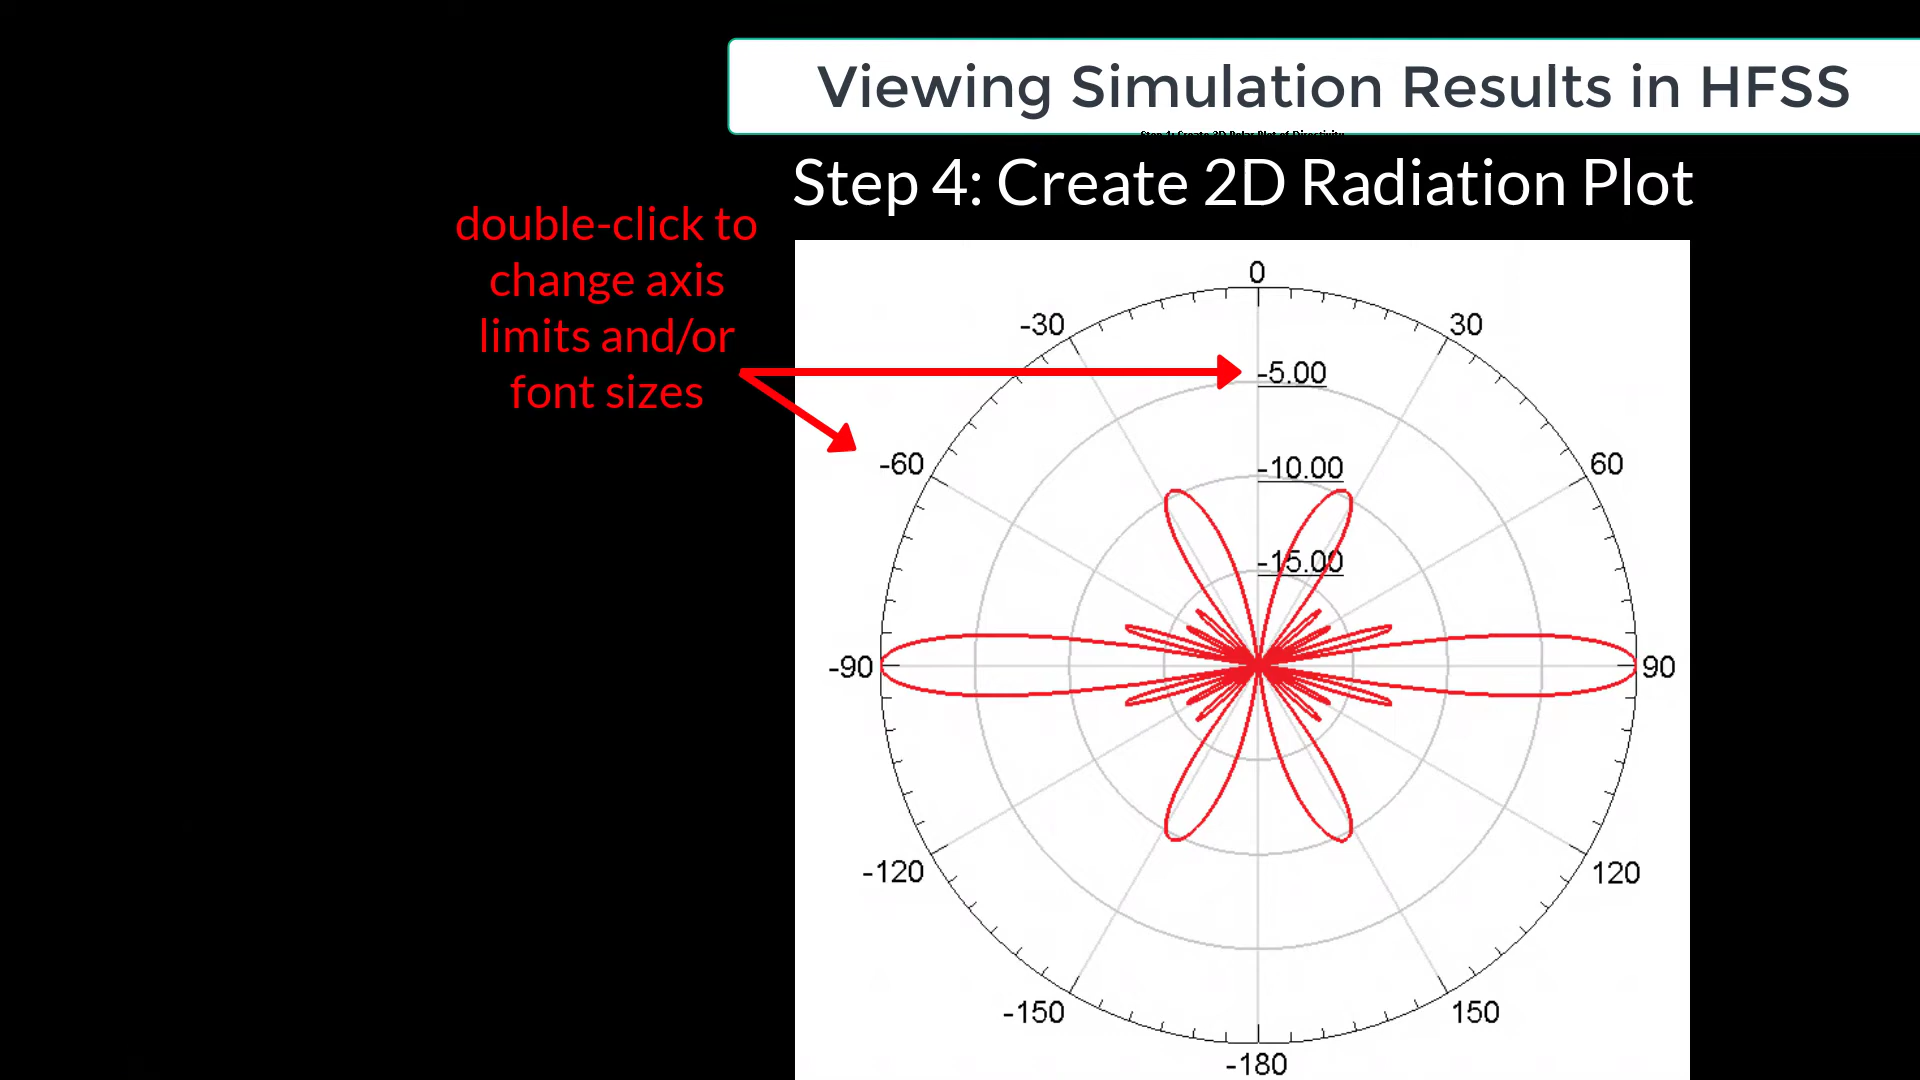 Viewing Simulation Results in HFSS
Step 4: Create 2D Radiation Plot
double-click to
change axis
limits and/or
font sizes
0
-30
30
-5.00
-60
60
-10.00
-15.00
-90
90
-120
120
-150
150
-180